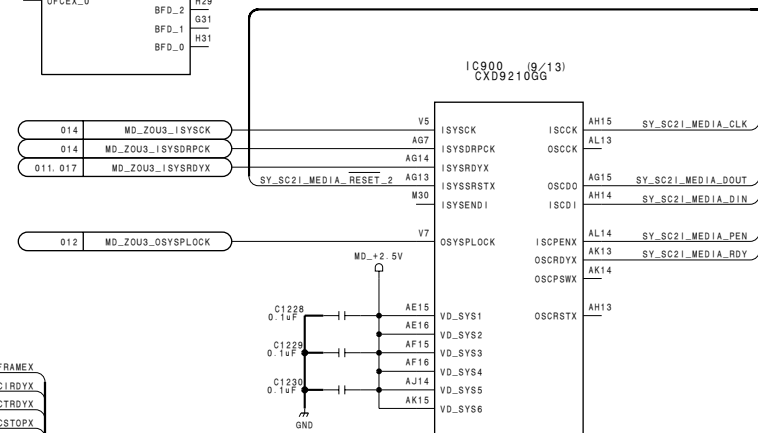 OFCEX_0
BFD_2 H29
BFD_1 G31
BFD_0 H31
IC900 (9/13)
CXD9210GG
014 MD_ZOU3_ISYSCK V5 ISYSCK
014 MD_ZOU3_ISYSDRPCK AG7 ISYSDRPCK
011.017 MD_ZOU3_ISYSRDYX AG14 ISYSRDYX
SY_SC2I_MEDIA_RESET_2 AG13 ISYSSRSTX
M30 ISYSENDI
012 MD_ZOU3_OSYSPLOCK V7 OSYSPLOCK
ISCCK AH15 SY_SC2I_MEDIA_CLK
OSCCK AL13
OSCDO AG15 SY_SC2I_MEDIA_DOUT
ISCDI AH14 SY_SC2I_MEDIA_DIN
ISCPENX AL14 SY_SC2I_MEDIA_PEN
OSCRDYX AK13 SY_SC2I_MEDIA_RDY
OSCPSWX AK14
OSCRSTX AH13
MD_+2.5V
C1228
0.1uF
AE15 VD_SYS1
AE16 VD_SYS2
C1229
0.1uF
AF15 VD_SYS3
AF16 VD_SYS4
C1230
0.1uF
AJ14 VD_SYS5
AK15 VD_SYS6
GND
FRAMEX
CIRDYX
CTRDYX
CSTOPX